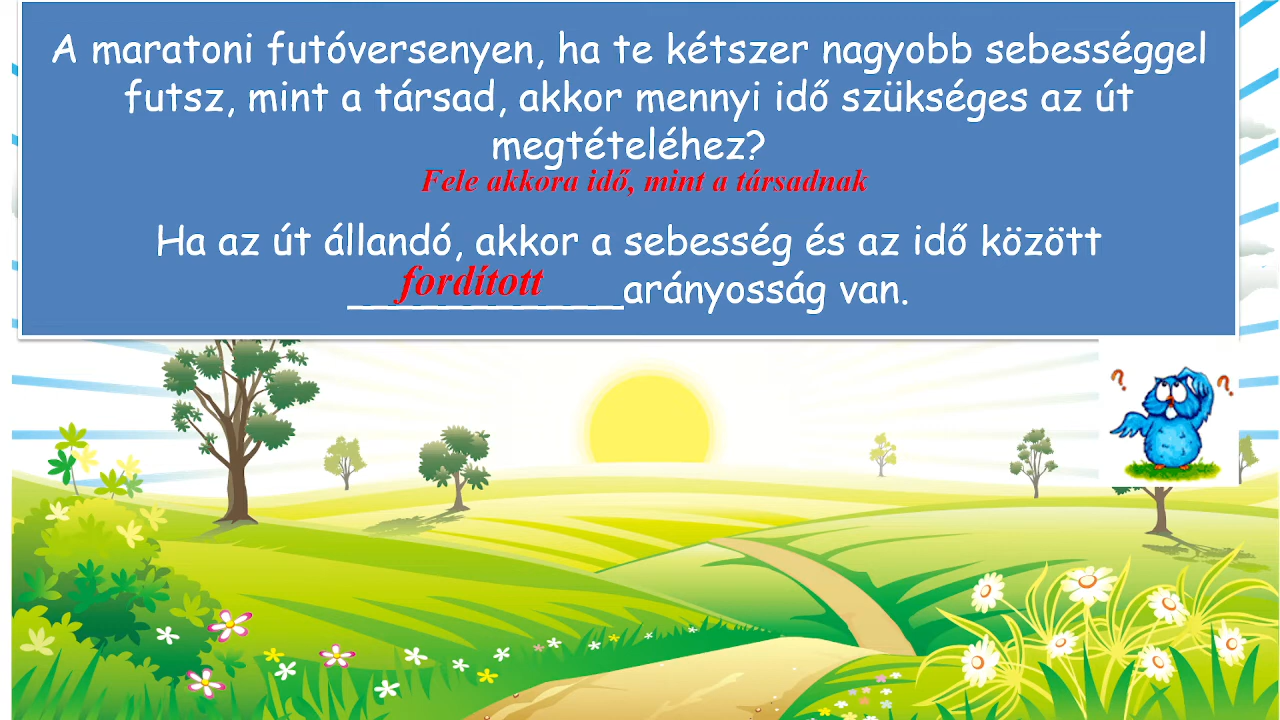 A maratoni futóversenyen, ha te kétszer nagyobb sebességgel
futsz, mint a társad, akkor mennyi idő szükséges az út
megtételéhez?
Fele akkora idő, mint a társadnak
Ha az út állandó, akkor a sebesség és az idő között
fordított
_____________arányosság van.
? ?